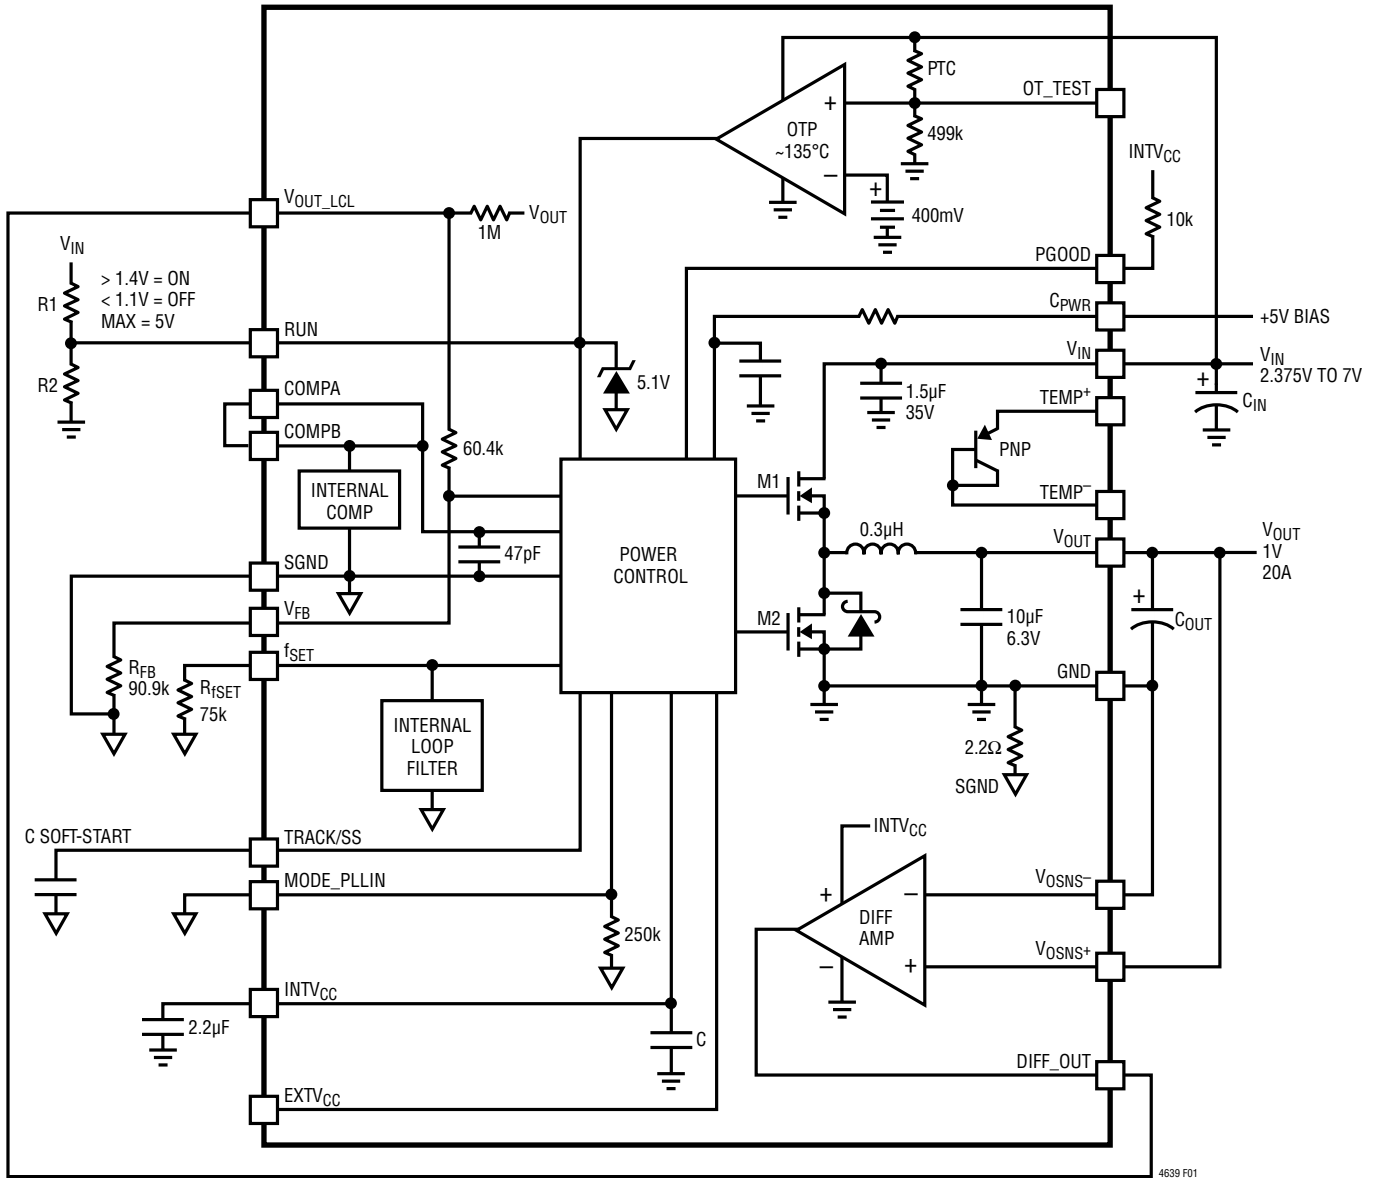 PTC
OT_TEST
+
OTP
~135°C
499k
–
+
400mV
INTVCC
10k
VOUT_LCL
VOUT
1M
VIN
> 1.4V = ON
< 1.1V = OFF
MAX = 5V
R1
R2
RUN
5.1V
COMPA
COMPB
60.4k
INTERNAL
COMP
47pF
SGND
VFB
fSET
RFB
90.9k
RfSET
75k
INTERNAL
LOOP
FILTER
POWER
CONTROL
PGOOD
CPWR
+5V BIAS
VIN
VIN
2.375V TO 7V
1.5µF
35V
+
CIN
TEMP+
PNP
TEMP–
M1
0.3µH
VOUT
VOUT
1V
20A
M2
10µF
6.3V
+
COUT
GND
2.2Ω
SGND
C SOFT-START
TRACK/SS
MODE_PLLIN
250k
INTVCC
2.2µF
C
EXTVCC
INTVCC
+
–
DIFF
AMP
–
+
VOSNS–
VOSNS+
DIFF_OUT
4639 F01